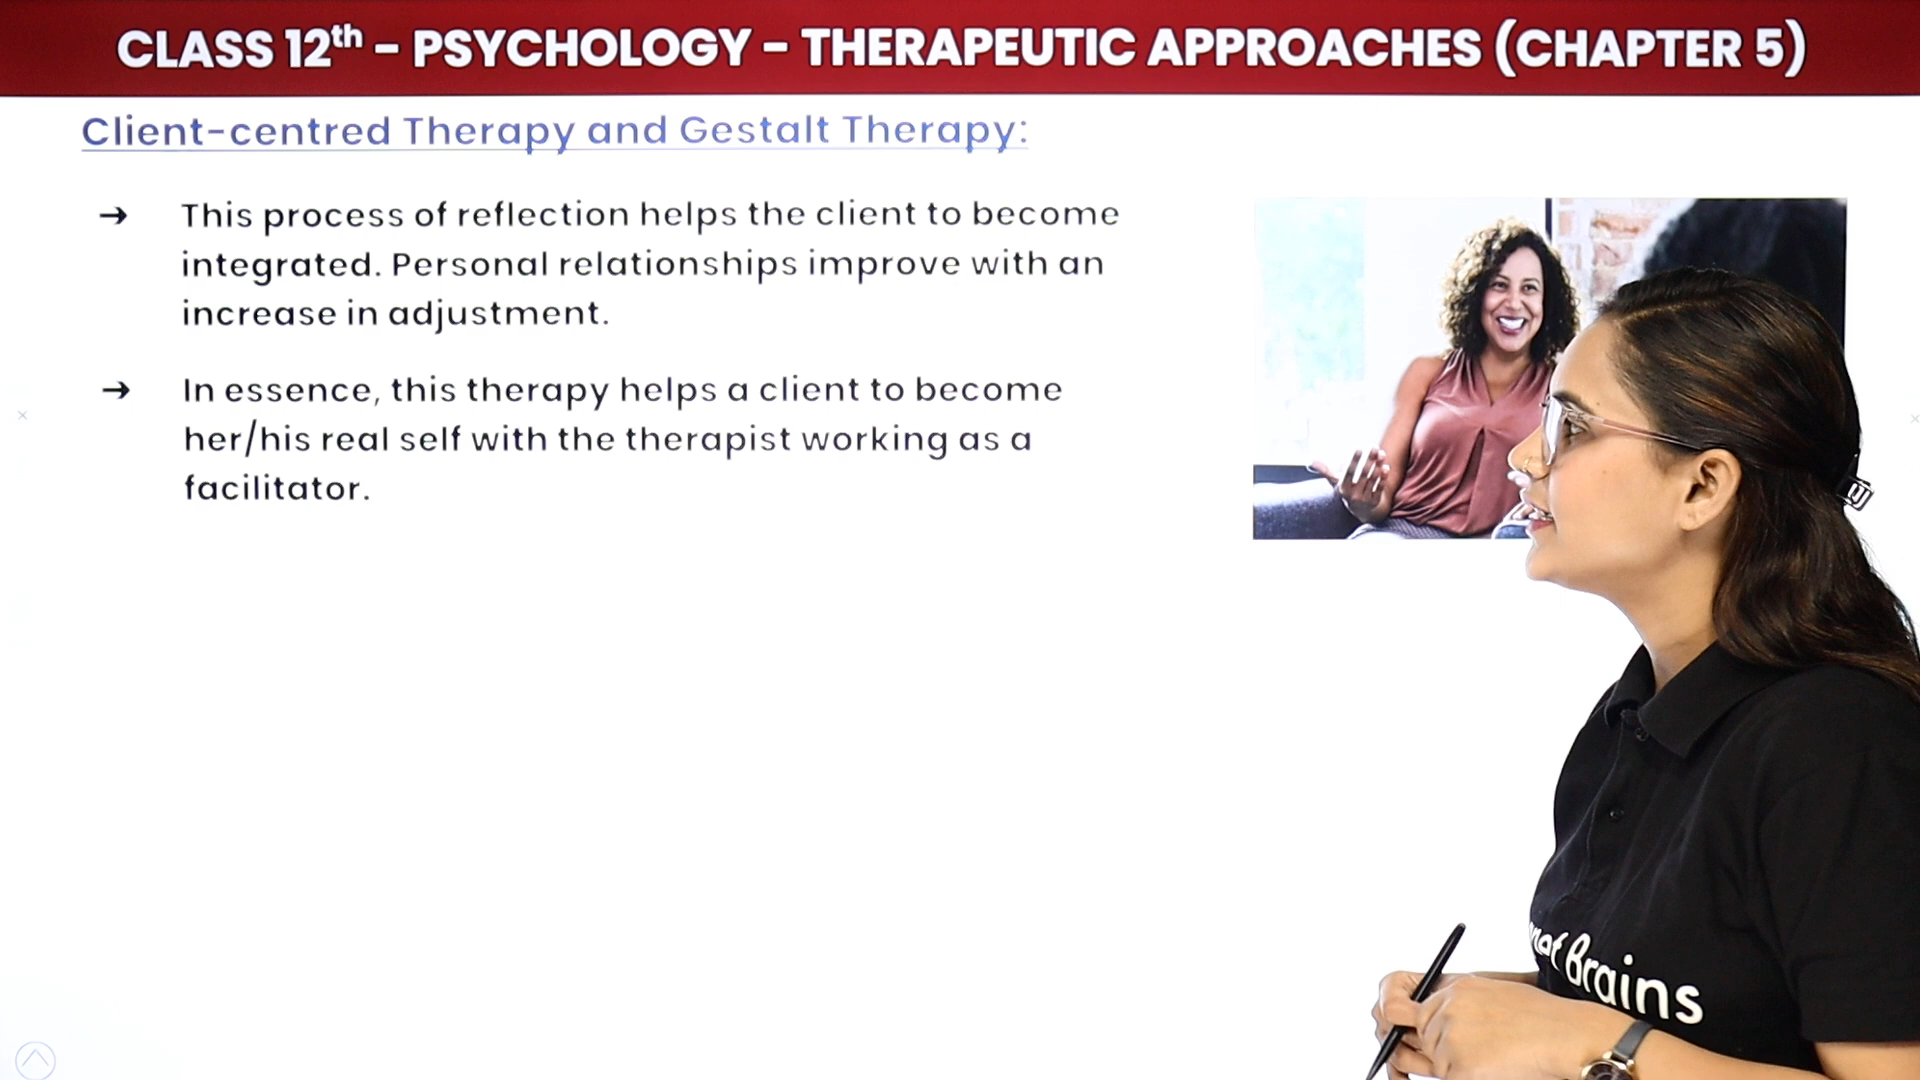 CLASS 12th – PSYCHOLOGY – THERAPEUTIC APPROACHES (CHAPTER 5)
Client-centred Therapy and Gestalt Therapy:
➔ This process of reflection helps the client to become
integrated. Personal relationships improve with an
increase in adjustment.
➔ In essence, this therapy helps a client to become
her/his real self with the therapist working as a
facilitator.
Brains